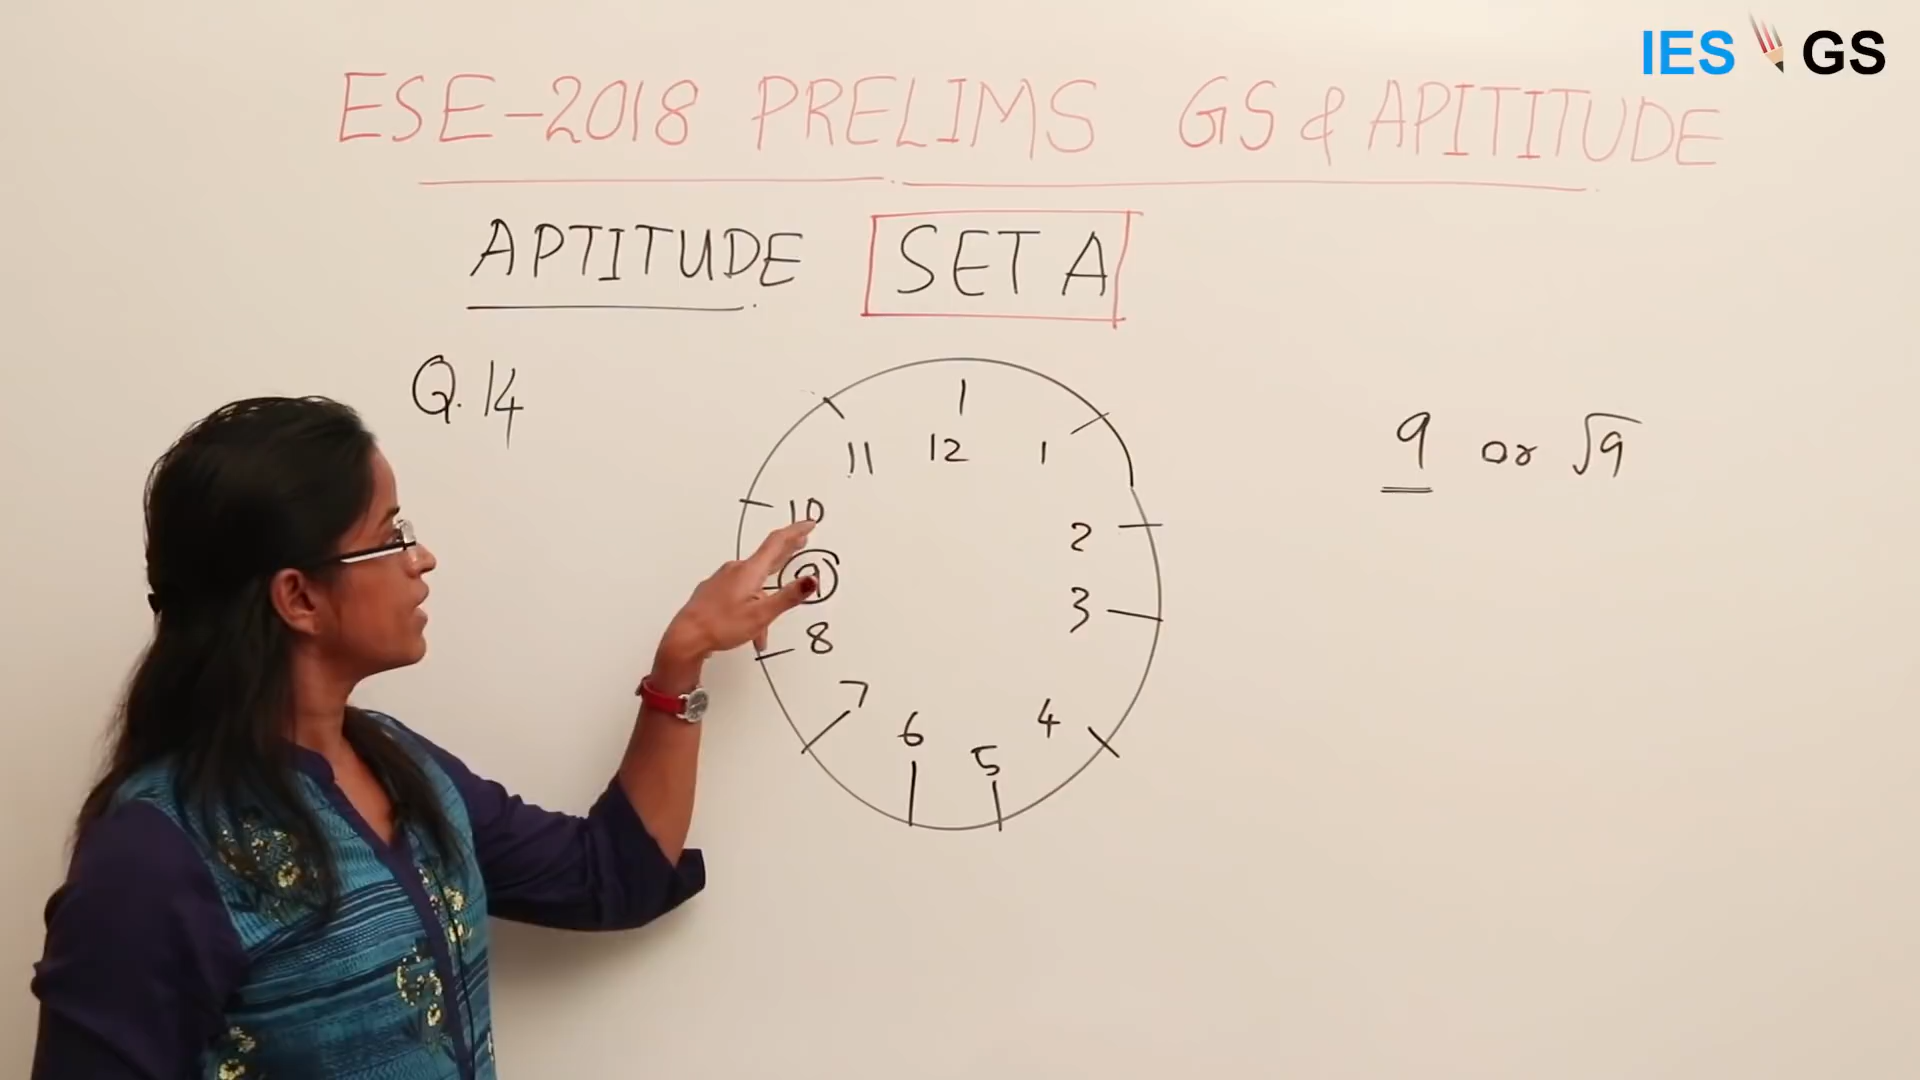 IES GS
ESE-2018 PRELIMS GS & APITITUDE
APTITUDE SET A
Q.14
11 12 1
10
2
9
3
8
7
6
5
4
9 or √9